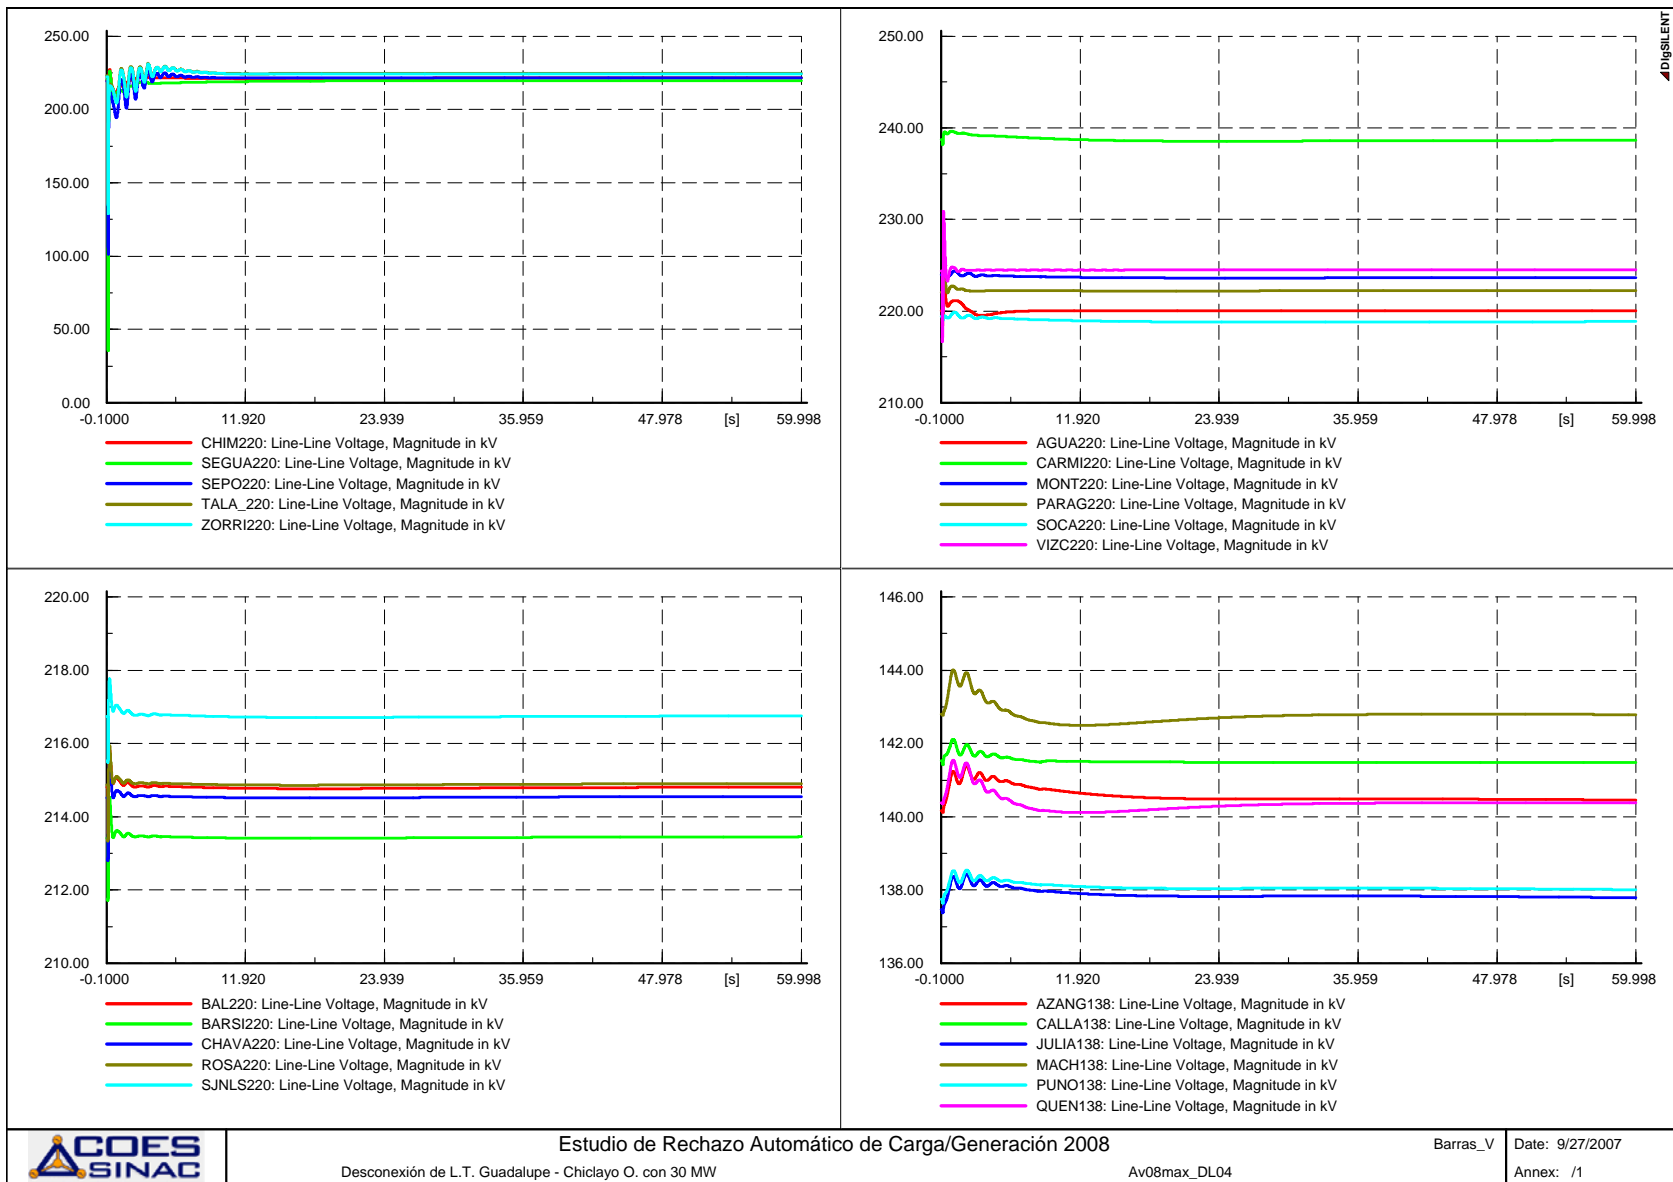 250.00
200.00
150.00
100.00
50.00
0.00
-0.1000 11.920 23.939 35.959 47.978 [s] 59.998
CHIM220: Line-Line Voltage, Magnitude in kV
SEGUA220: Line-Line Voltage, Magnitude in kV
SEPO220: Line-Line Voltage, Magnitude in kV
TALA_220: Line-Line Voltage, Magnitude in kV
ZORRI220: Line-Line Voltage, Magnitude in kV
250.00
240.00
230.00
220.00
210.00
-0.1000 11.920 23.939 35.959 47.978 [s] 59.998
AGUA220: Line-Line Voltage, Magnitude in kV
CARMI220: Line-Line Voltage, Magnitude in kV
MONT220: Line-Line Voltage, Magnitude in kV
PARAG220: Line-Line Voltage, Magnitude in kV
SOCA220: Line-Line Voltage, Magnitude in kV
VIZC220: Line-Line Voltage, Magnitude in kV
DIgSILENT
220.00
218.00
216.00
214.00
212.00
210.00
-0.1000 11.920 23.939 35.959 47.978 [s] 59.998
BAL220: Line-Line Voltage, Magnitude in kV
BARSI220: Line-Line Voltage, Magnitude in kV
CHAVA220: Line-Line Voltage, Magnitude in kV
ROSA220: Line-Line Voltage, Magnitude in kV
SJNLS220: Line-Line Voltage, Magnitude in kV
146.00
144.00
142.00
140.00
138.00
136.00
-0.1000 11.920 23.939 35.959 47.978 [s] 59.998
AZANG138: Line-Line Voltage, Magnitude in kV
CALLA138: Line-Line Voltage, Magnitude in kV
JULIA138: Line-Line Voltage, Magnitude in kV
MACH138: Line-Line Voltage, Magnitude in kV
PUNO138: Line-Line Voltage, Magnitude in kV
QUEN138: Line-Line Voltage, Magnitude in kV
COES
SINAC
Estudio de Rechazo Automático de Carga/Generación 2008
Desconexión de L.T. Guadalupe - Chiclayo O. con 30 MW
Av08max_DL04
Barras_V
Date: 9/27/2007
Annex: /1